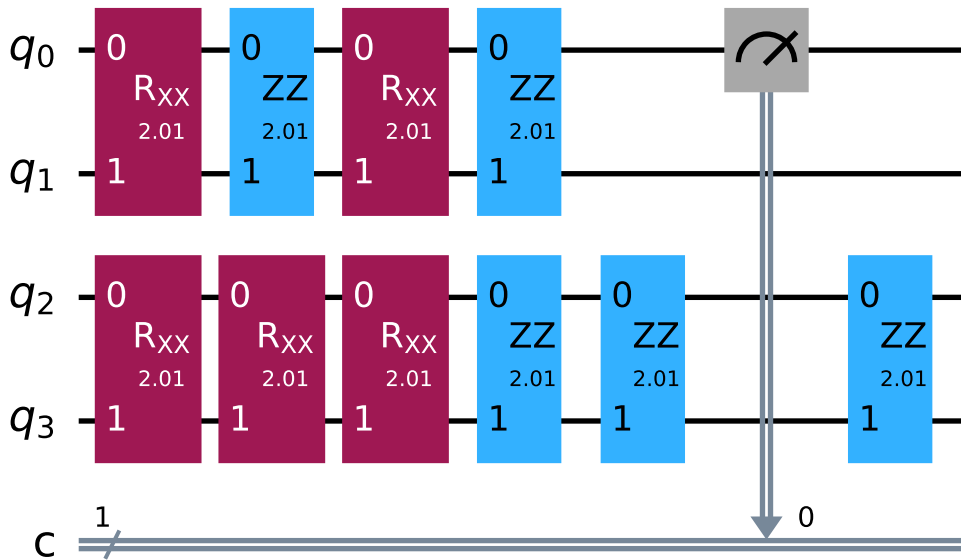 q0 0 0 0 0
RXX ZZ RXX ZZ
2.01 2.01 2.01 2.01
q1 1 1 1 1
q2 0 0 0 0 0 0
RXX RXX RXX ZZ ZZ ZZ
2.01 2.01 2.01 2.01 2.01 2.01
q3 1 1 1 1 1 1
1 0
c